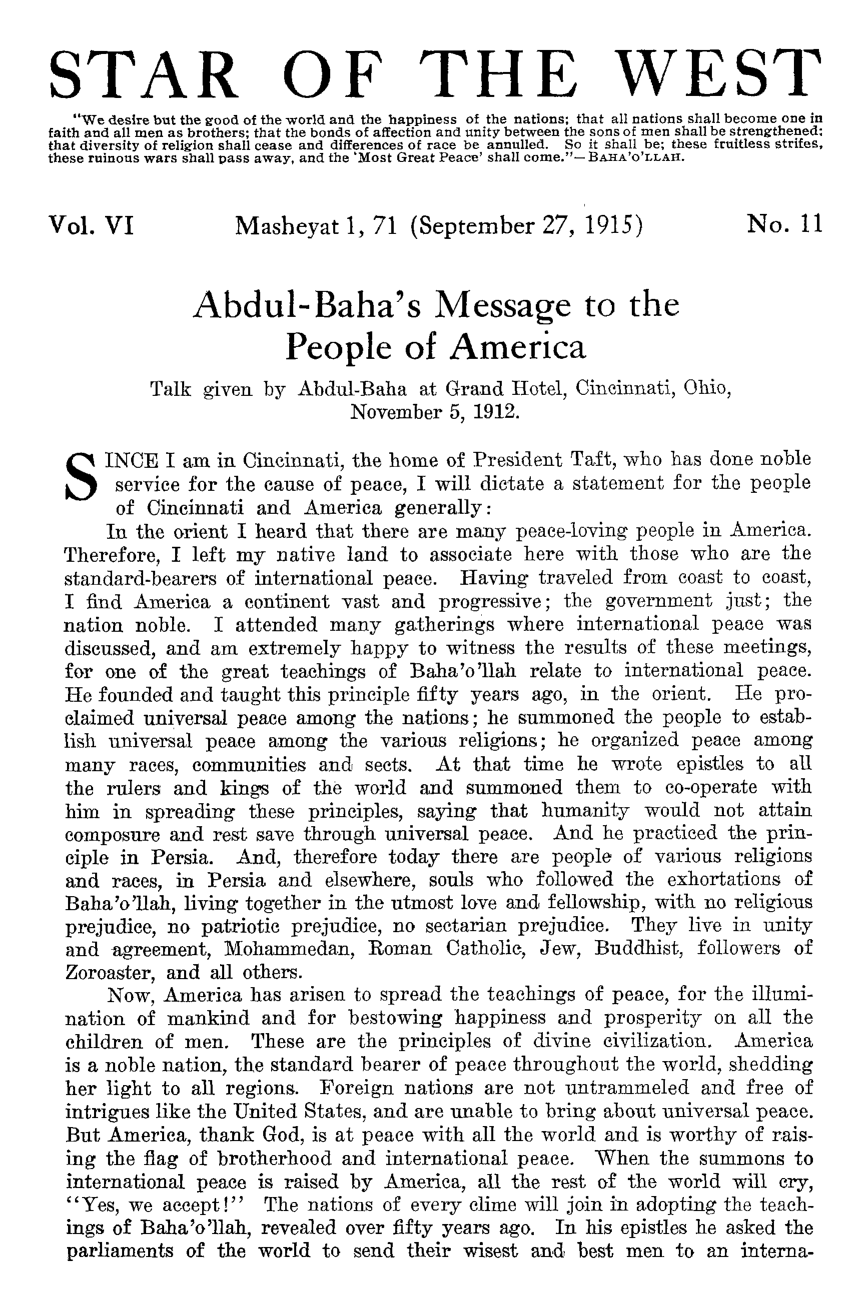 STAR OF THE WEST
"We desire but the good of the world and the happiness of the nations; that all nations shall become one in
faith and all men as brothers; that the bonds of affection and unity between the sons of men shall be strengthened;
that diversity of religion shall cease and differences of race be annulled. So it shall be; these fruitless strifes,
these ruinous wars shall pass away, and the 'Most Great Peace' shall come."—BAHA'O'LLAH.
Vol. VI Masheyat 1, 71 (September 27, 1915) No. 11
Abdul-Baha's Message to the
People of America
Talk given by Abdul-Baha at Grand Hotel, Cincinnati, Ohio,
November 5, 1912.
SINCE I am in Cincinnati, the home of President Taft, who has done noble
service for the cause of peace, I will dictate a statement for the people
of Cincinnati and America generally:
In the orient I heard that there are many peace-loving people in America.
Therefore, I left my native land to associate here with those who are the
standard-bearers of international peace. Having traveled from coast to coast,
I find America a continent vast and progressive; the government just; the
nation noble. I attended many gatherings where international peace was
discussed, and am extremely happy to witness the results of these meetings,
for one of the great teachings of Baha'o'llah relate to international peace.
He founded and taught this principle fifty years ago, in the orient. He pro-
claimed universal peace among the nations; he summoned the people to estab-
lish universal peace among the various religions; he organized peace among
many races, communities and sects. At that time he wrote epistles to all
the rulers and kings of the world and summoned them to co-operate with
him in spreading these principles, saying that humanity would not attain
composure and rest save through universal peace. And he practiced the prin-
ciple in Persia. And, therefore today there are people of various religions
and races, in Persia and elsewhere, souls who followed the exhortations of
Baha'o'llah, living together in the utmost love and fellowship, with no religious
prejudice, no patriotic prejudice, no sectarian prejudice. They live in unity
and agreement, Mohammedan, Roman Catholic, Jew, Buddhist, followers of
Zoroaster, and all others.
Now, America has arisen to spread the teachings of peace, for the illumi-
nation of mankind and for bestowing happiness and prosperity on all the
children of men. These are the principles of divine civilization. America
is a noble nation, the standard bearer of peace throughout the world, shedding
her light to all regions. Foreign nations are not untrammeled and free of
intrigues like the United States, and are unable to bring about universal peace.
But America, thank God, is at peace with all the world and is worthy of rais-
ing the flag of brotherhood and international peace. When the summons to
international peace is raised by America, all the rest of the world will cry,
"Yes, we accept!" The nations of every clime will join in adopting the teach-
ings of Baha'o'llah, revealed over fifty years ago. In his epistles he asked the
parliaments of the world to send their wisest and best men to an interna-